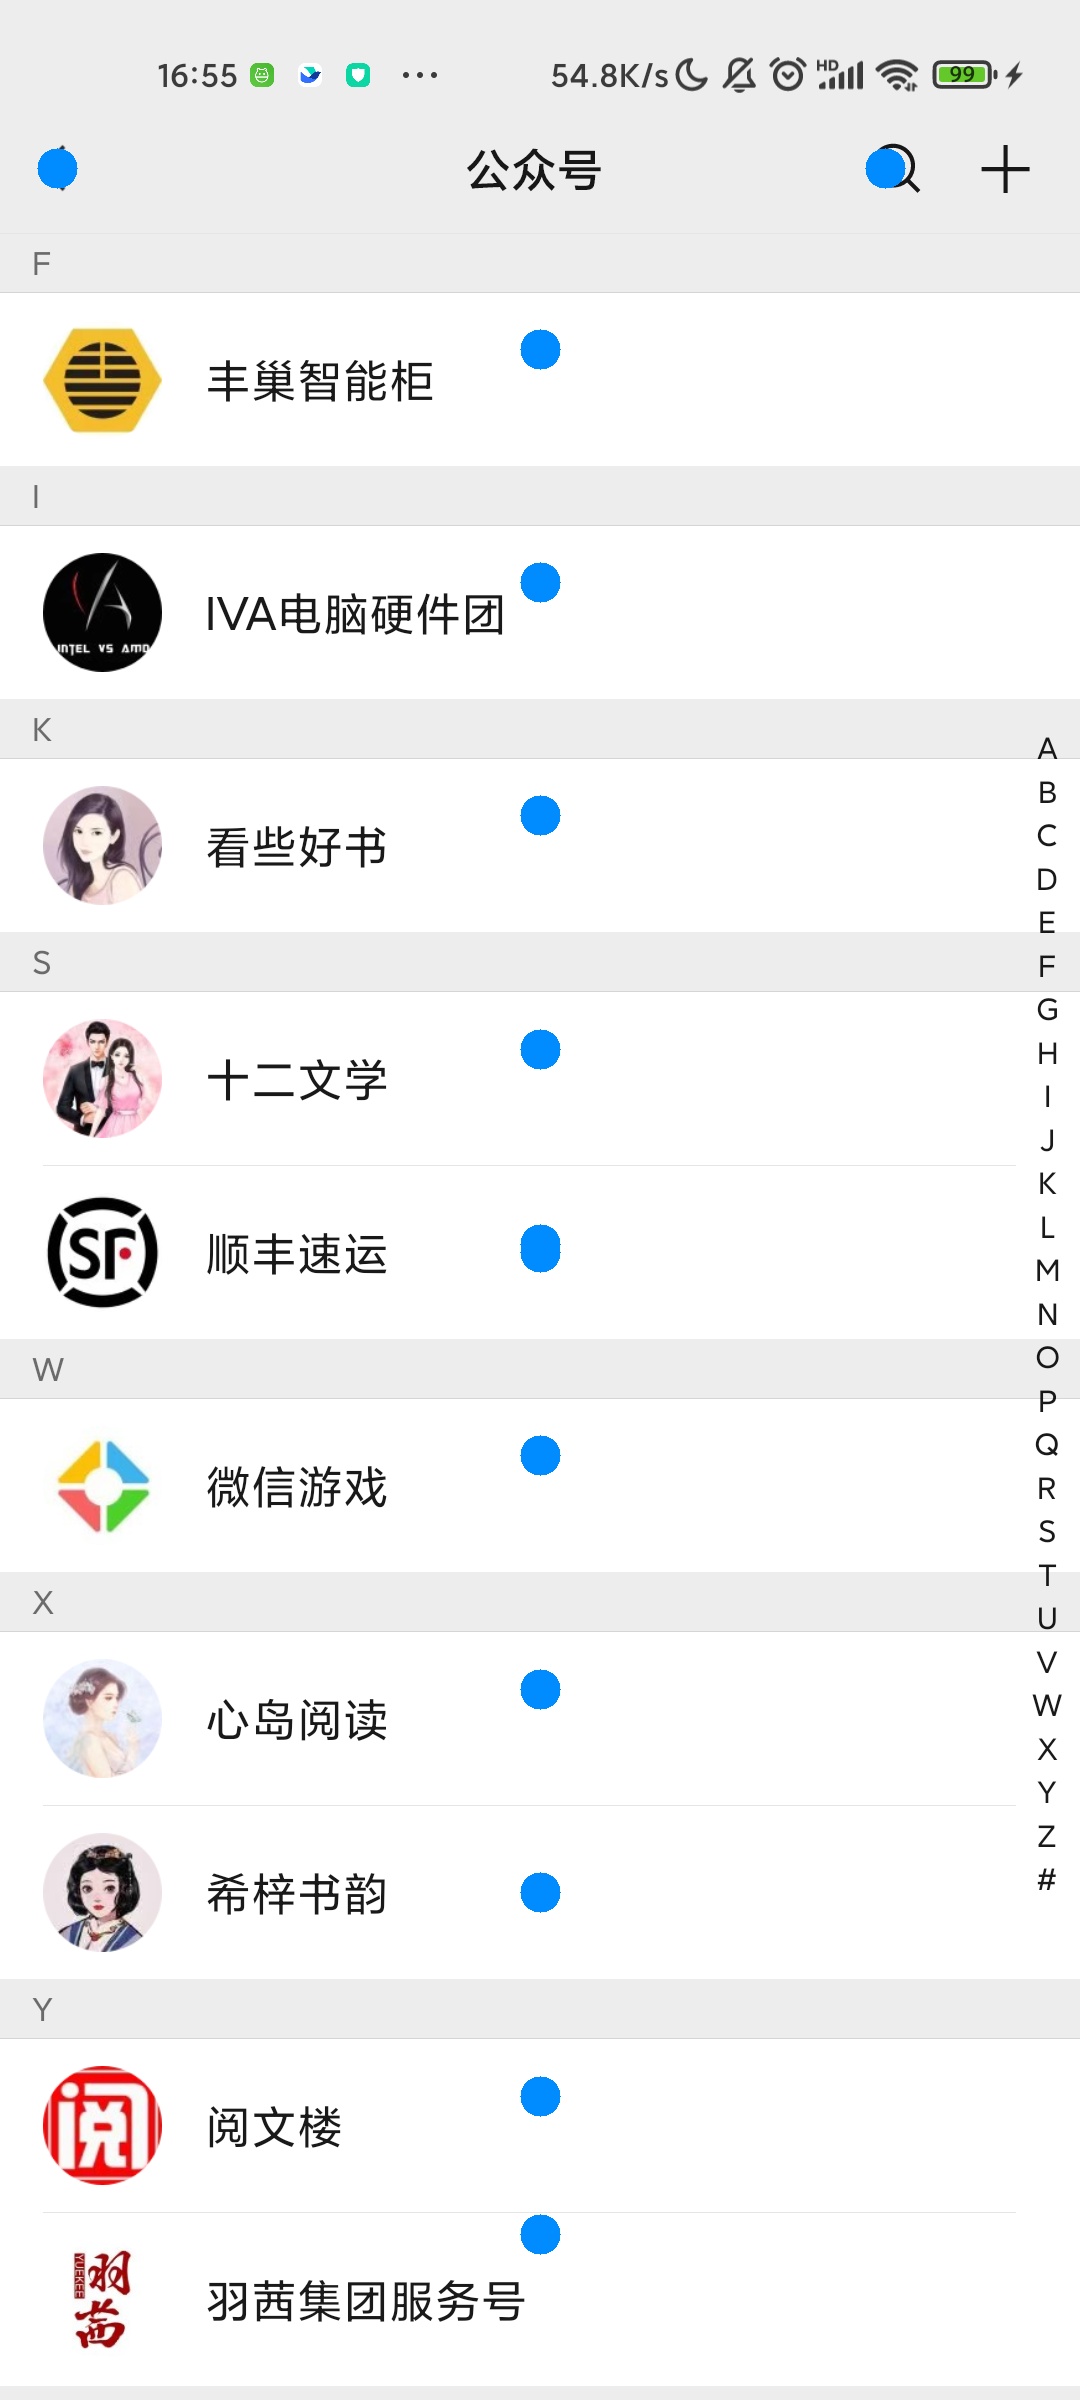 16:55 54.8K/s HD 99
公众号
F
丰巢智能柜
I
INTEL VS AMD
IVA电脑硬件团
K
看些好书
S
十二文学
SF
顺丰速运
W
微信游戏
X
心岛阅读
希梓书韵
Y
阅
阅文楼
YUEKEE
羽茜
羽茜集团服务号
A
B
C
D
E
F
G
H
I
J
K
L
M
N
O
P
Q
R
S
T
U
V
W
X
Y
Z
#